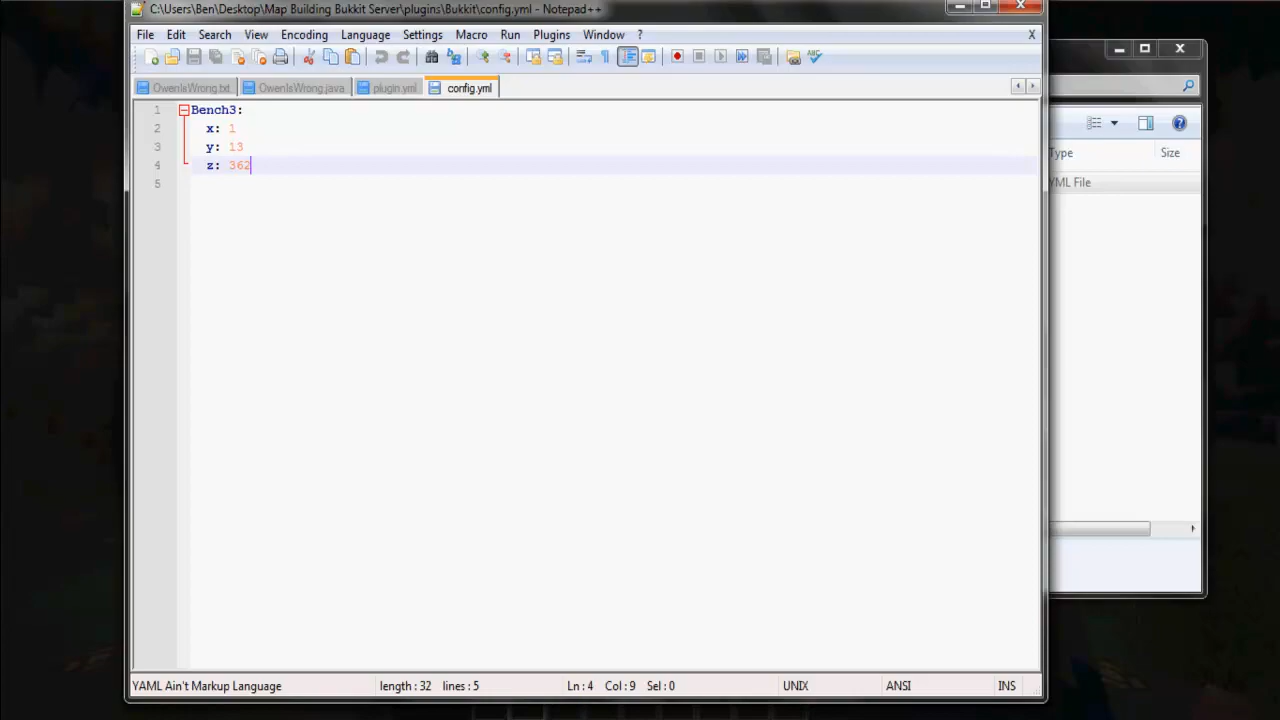 C:\Users\Ben\Desktop\Map Building Bukkit Server\plugins\Bukkit\config.yml - Notepad++
File Edit Search View Encoding Language Settings Macro Run Plugins Window ? X
OwenIsWrong.txt OwenIsWrong.java plugin.yml config.yml
1 Bench3:
2 x: 1
3 y: 13
4 z: 362
5
Type Size
YML File
YAML Ain't Markup Language length : 32 lines : 5 Ln : 4 Col : 9 Sel : 0 UNIX ANSI INS